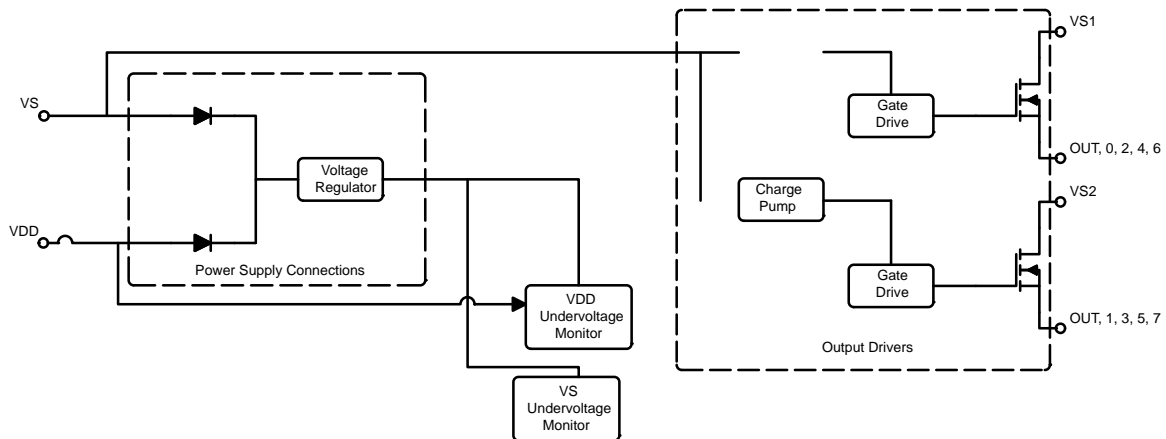 VS1
VS
Gate
Drive
Voltage
Regulator
OUT, 0, 2, 4, 6
Charge
Pump
VS2
VDD
Power Supply Connections
Gate
Drive
VDD
Undervoltage
Monitor
OUT, 1, 3, 5, 7
Output Drivers
VS
Undervoltage
Monitor